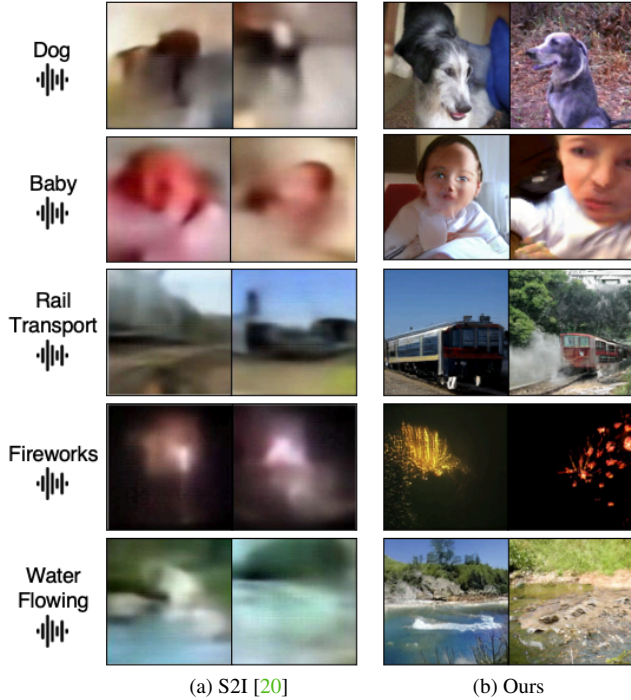 Dog
Baby
Rail
Transport
Fireworks
Water
Flowing
(a) S2I [20]
(b) Ours